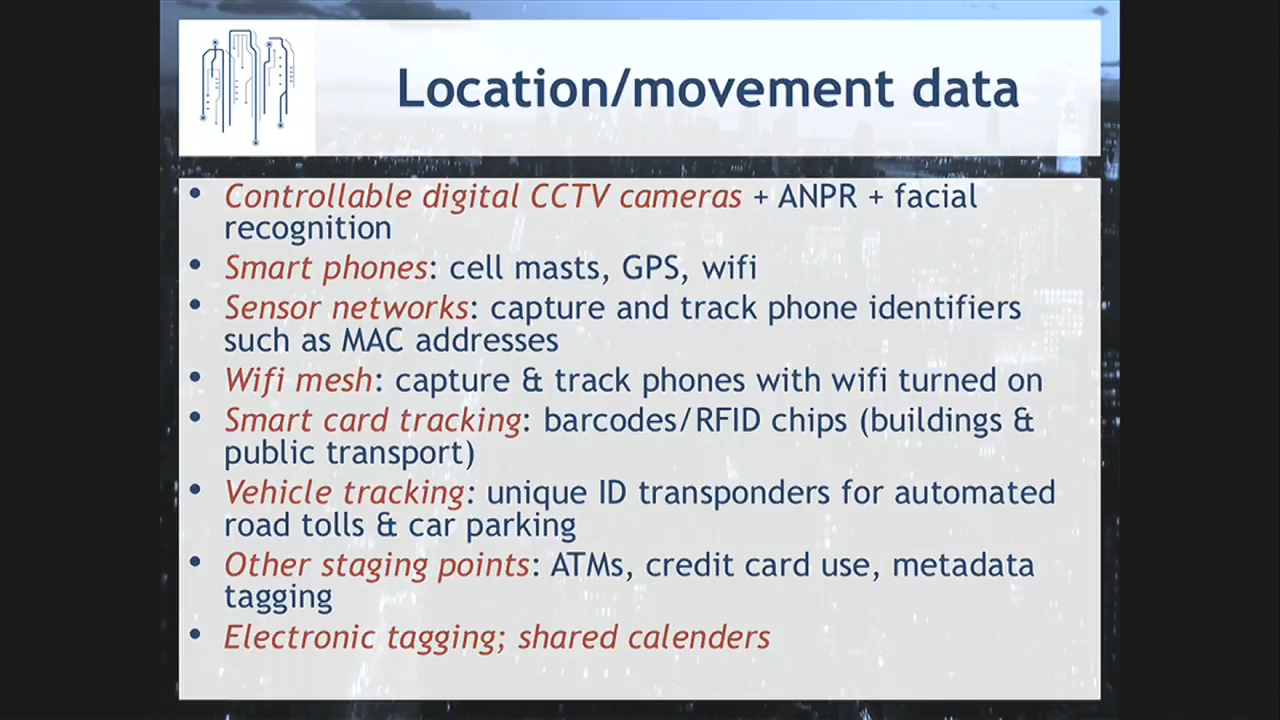 Location/movement data
• Controllable digital CCTV cameras + ANPR + facial
recognition
• Smart phones: cell masts, GPS, wifi
• Sensor networks: capture and track phone identifiers
such as MAC addresses
• Wifi mesh: capture & track phones with wifi turned on
• Smart card tracking: barcodes/RFID chips (buildings &
public transport)
• Vehicle tracking: unique ID transponders for automated
road tolls & car parking
• Other staging points: ATMs, credit card use, metadata
tagging
• Electronic tagging; shared calenders